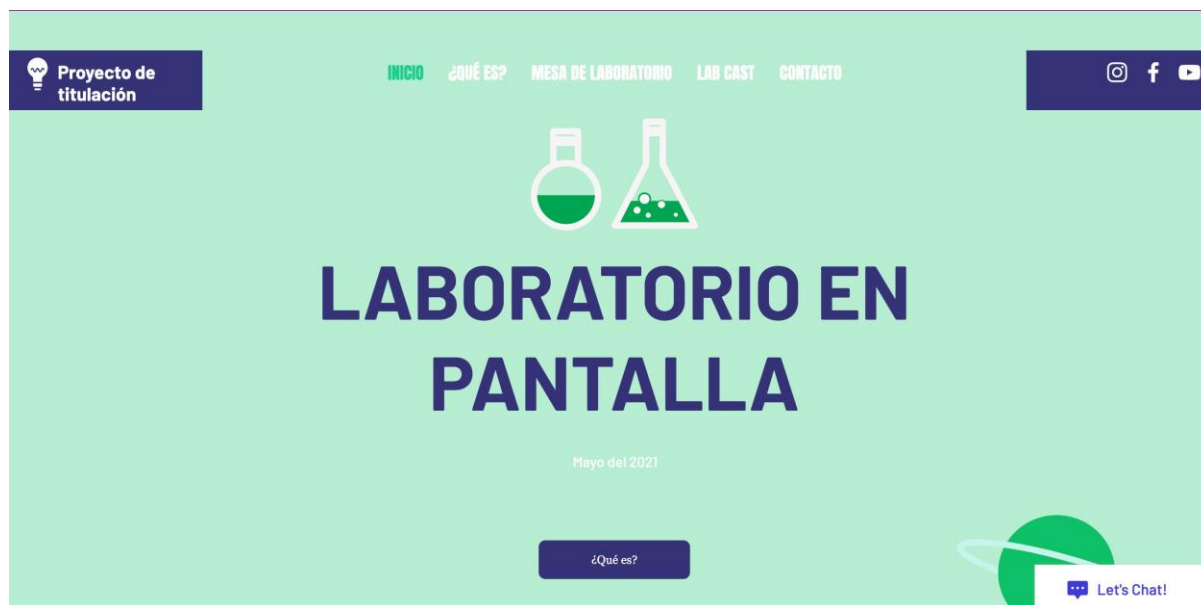 Proyecto de
titulación
INICIO ¿QUÉ ES? MESA DE LABORATORIO LAB CAST CONTACTO
LABORATORIO EN
PANTALLA
Mayo del 2021
¿Qué es?
Let's Chat!